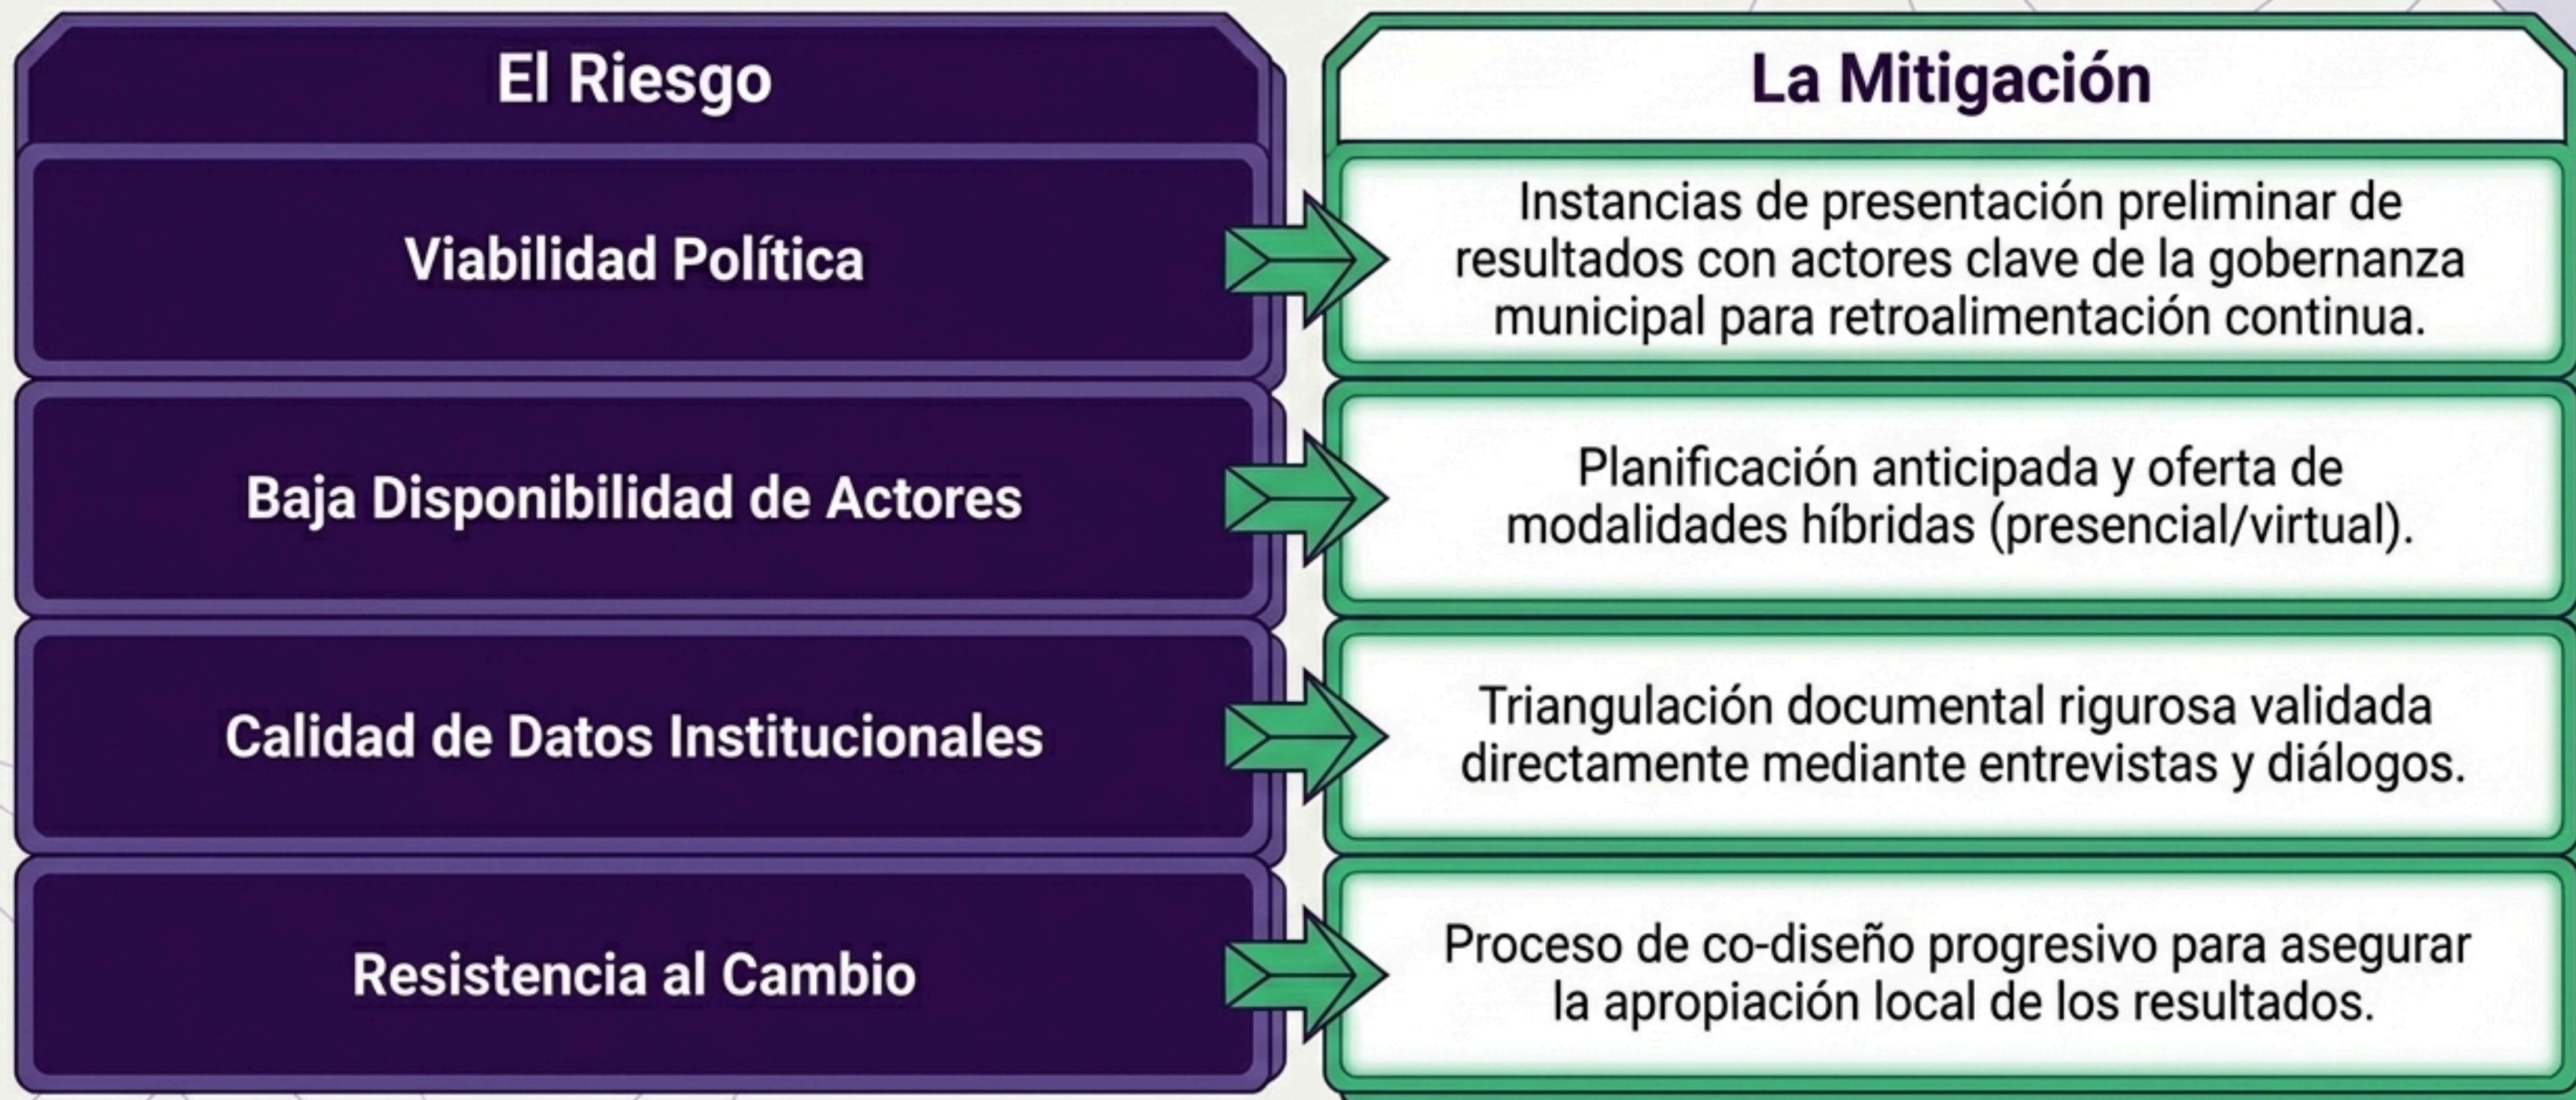 El Riesgo
La Mitigación
Viabilidad Política
Instancias de presentación preliminar de
resultados con actores clave de la gobernanza
municipal para retroalimentación continua.
Baja Disponibilidad de Actores
Planificación anticipada y oferta de
modalidades híbridas (presencial/virtual).
Calidad de Datos Institucionales
Triangulación documental rigurosa validada
directamente mediante entrevistas y diálogos.
Resistencia al Cambio
Proceso de co-diseño progresivo para asegurar
la apropiación local de los resultados.